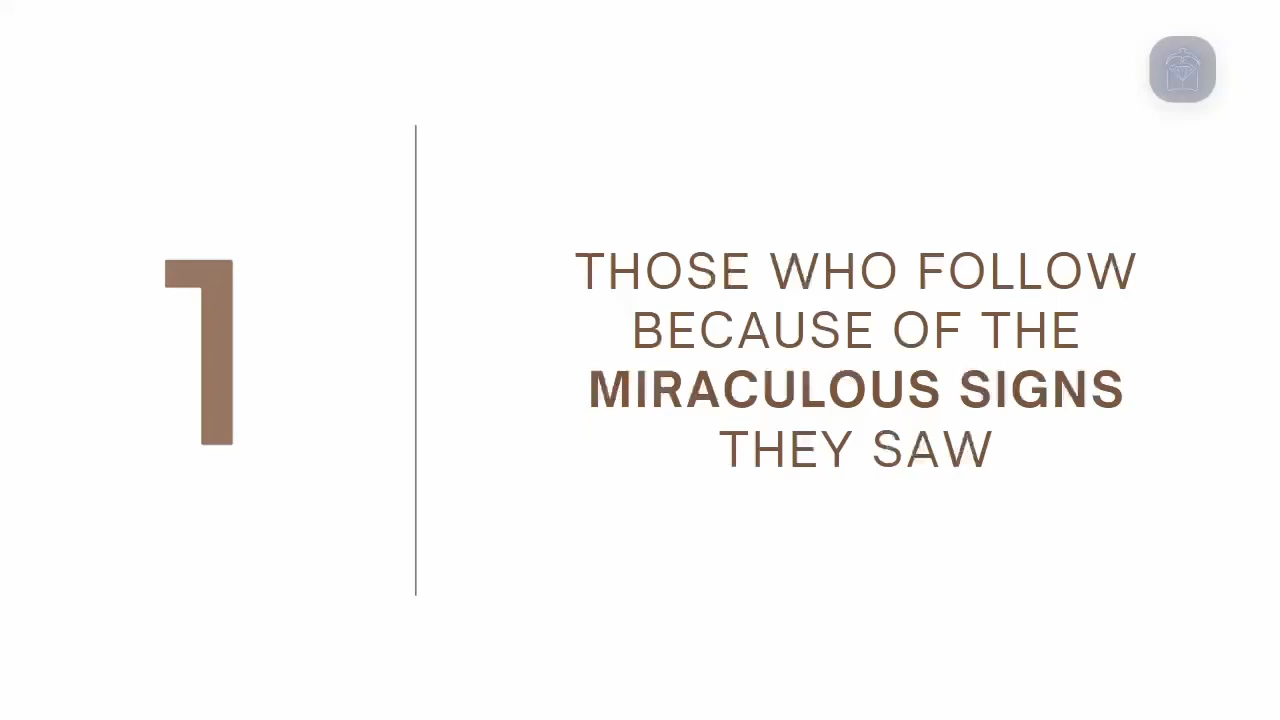 1
THOSE WHO FOLLOW
BECAUSE OF THE
MIRACULOUS SIGNS
THEY SAW